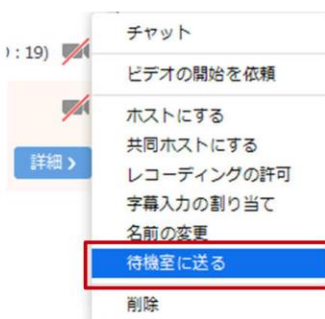 チャット
) : 19)
ビデオの開始を依頼
ホストにする
共同ホストにする
詳細 >
レコーディングの許可
字幕入力の割り当て
名前の変更
待機室に送る
削除